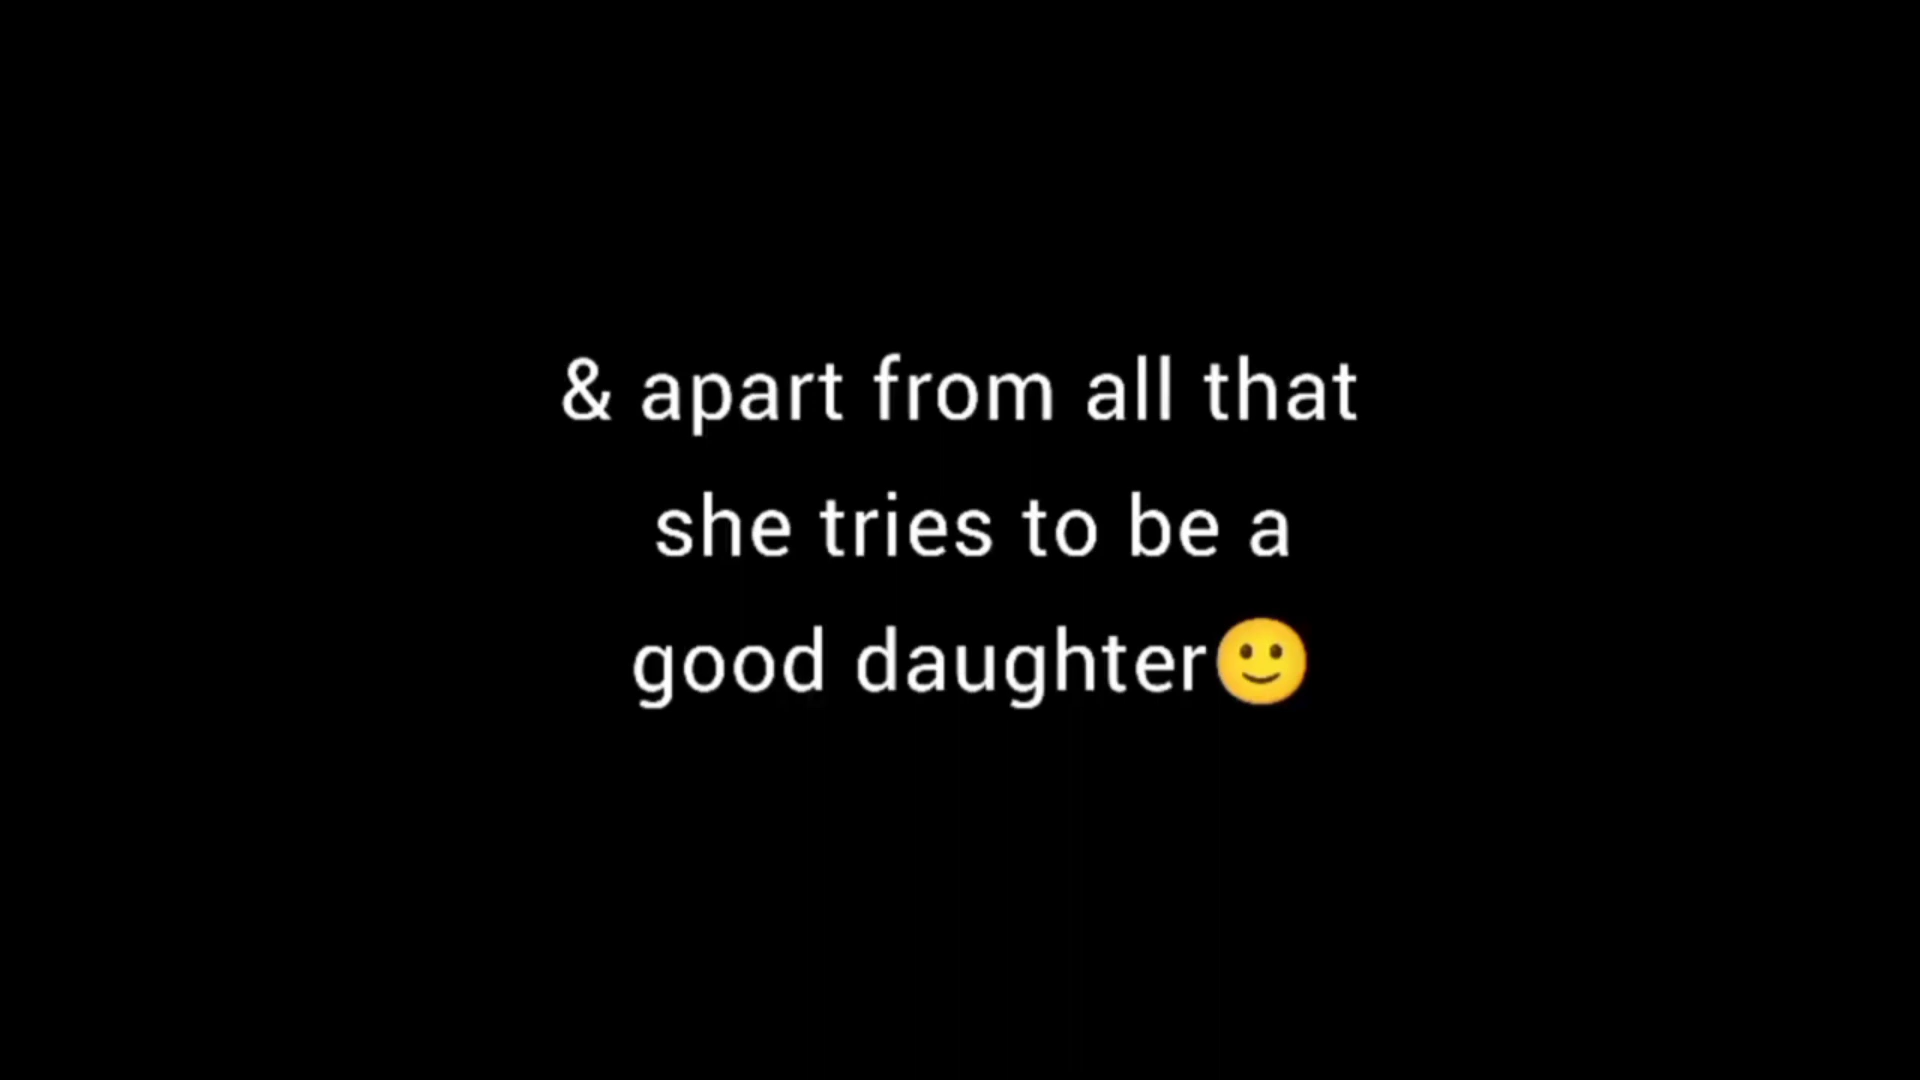 & apart from all that
she tries to be a
good daughter🙂